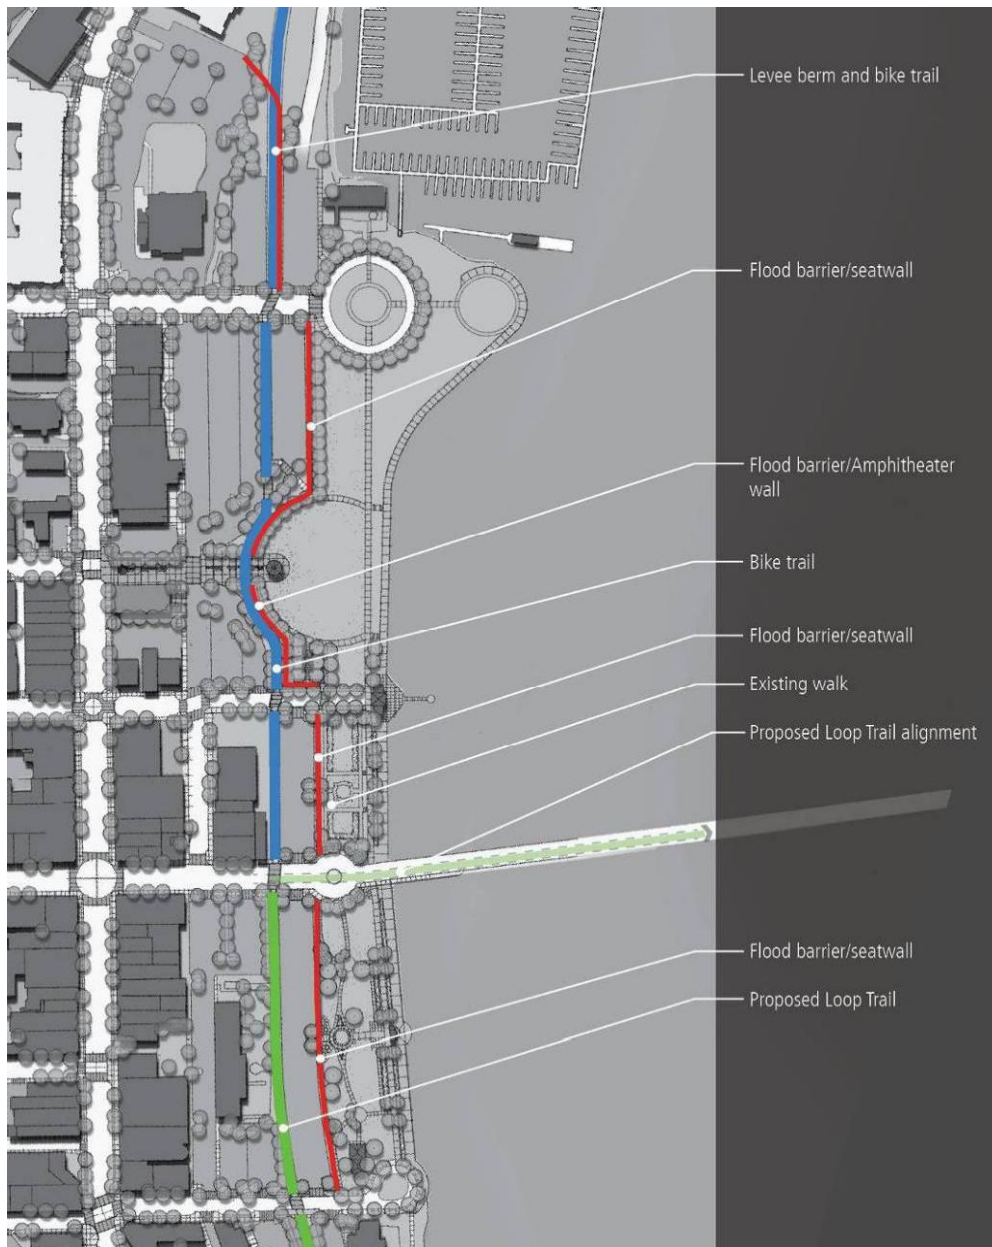 Levee berm and bike trail
Flood barrier/seatwall
Flood barrier/Amphitheater
wall
Bike trail
Flood barrier/seatwall
Existing walk
Proposed Loop Trail alignment
Flood barrier/seatwall
Proposed Loop Trail